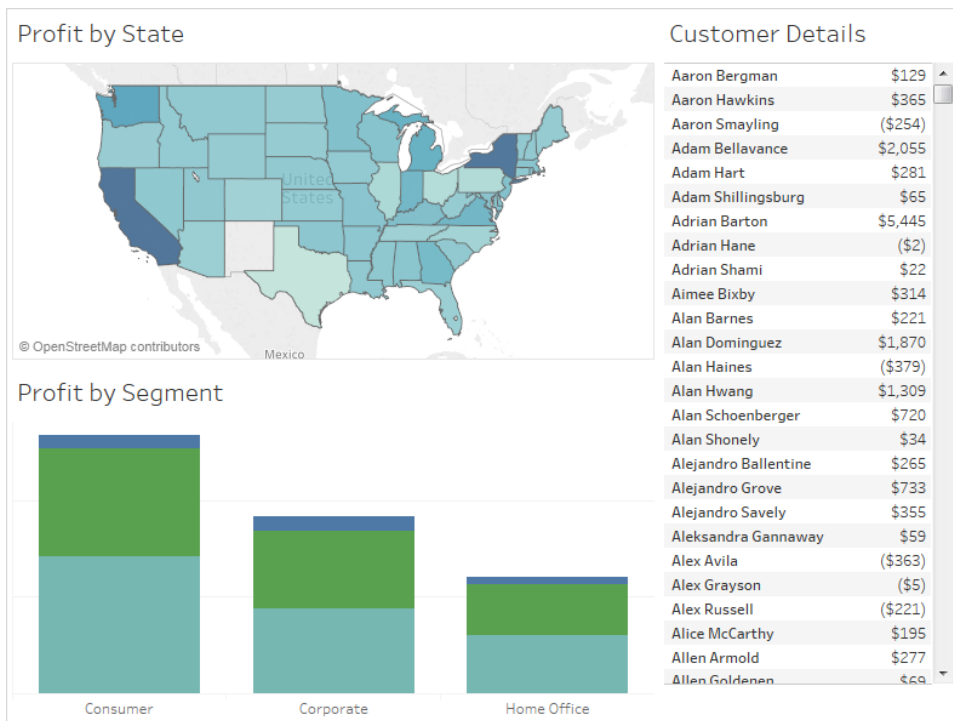 Profit by State
United
States
© OpenStreetMap contributors
Mexico
Profit by Segment
Consumer
Corporate
Home Office
Customer Details
Aaron Bergman $129
Aaron Hawkins $365
Aaron Smayling ($254)
Adam Bellavance $2,055
Adam Hart $281
Adam Shillingsburg $65
Adrian Barton $5,445
Adrian Hane ($2)
Adrian Shami $22
Aimee Bixby $314
Alan Barnes $221
Alan Dominguez $1,870
Alan Haines ($379)
Alan Hwang $1,309
Alan Schoenberger $720
Alan Shonely $34
Alejandro Ballentine $265
Alejandro Grove $733
Alejandro Savely $355
Aleksandra Gannaway $59
Alex Avila ($363)
Alex Grayson ($5)
Alex Russell ($221)
Alice McCarthy $195
Allen Armold $277
Allen Goldenen $69